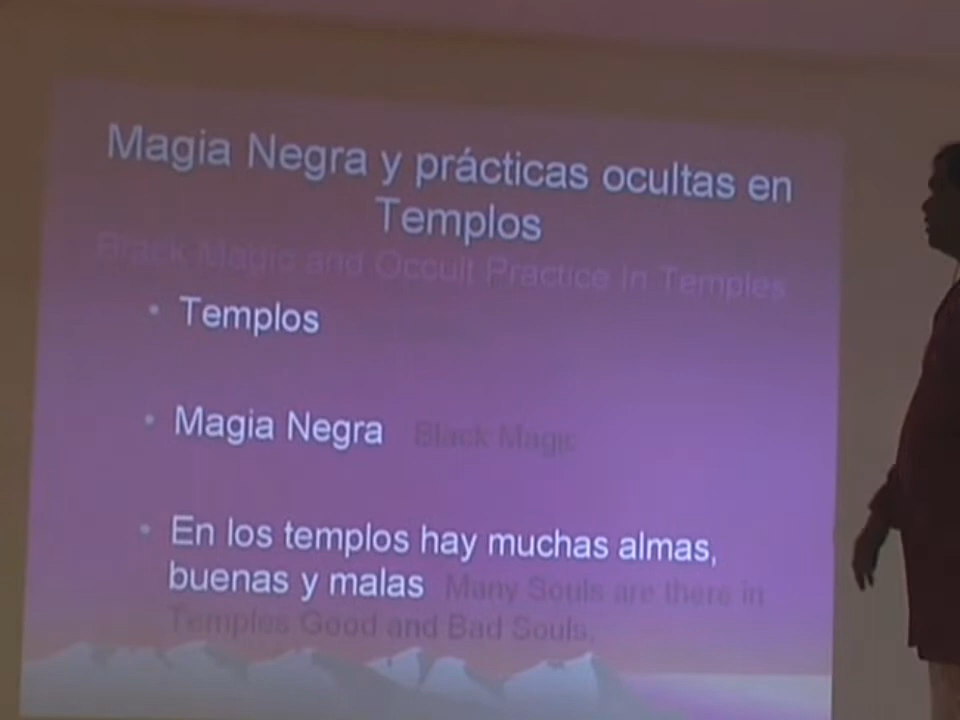 Magia Negra y prácticas ocultas en
Templos
Black Magic and Occult Practice in Temples
• Templos
• Magia Negra Black Magic
• En los templos hay muchas almas,
buenas y malas Many Souls are there in
Temples Good and Bad Souls.